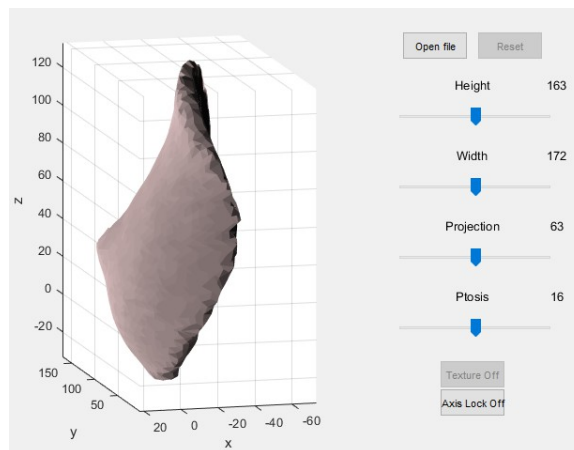 Open file Reset
Height 163
Width 172
Projection 63
Ptosis 16
Texture Off
Axis Lock Off
120
100
80
60
40
20
0
-20
z
150
100
50
y
20 0 -20 -40 -60
x